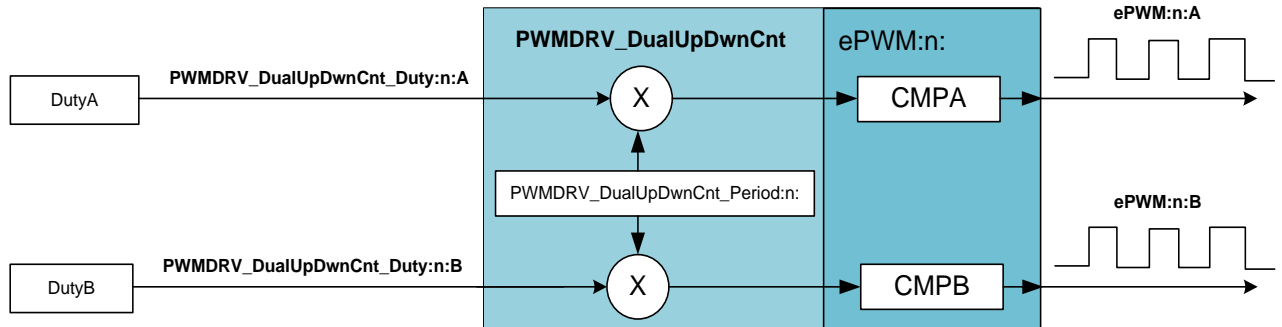 PWMDRV_DualUpDwnCnt
ePWM:n:
ePWM:n:A
DutyA
PWMDRV_DualUpDwnCnt_Duty:n:A
X
CMPA
PWMDRV_DualUpDwnCnt_Period:n:
ePWM:n:B
DutyB
PWMDRV_DualUpDwnCnt_Duty:n:B
X
CMPB